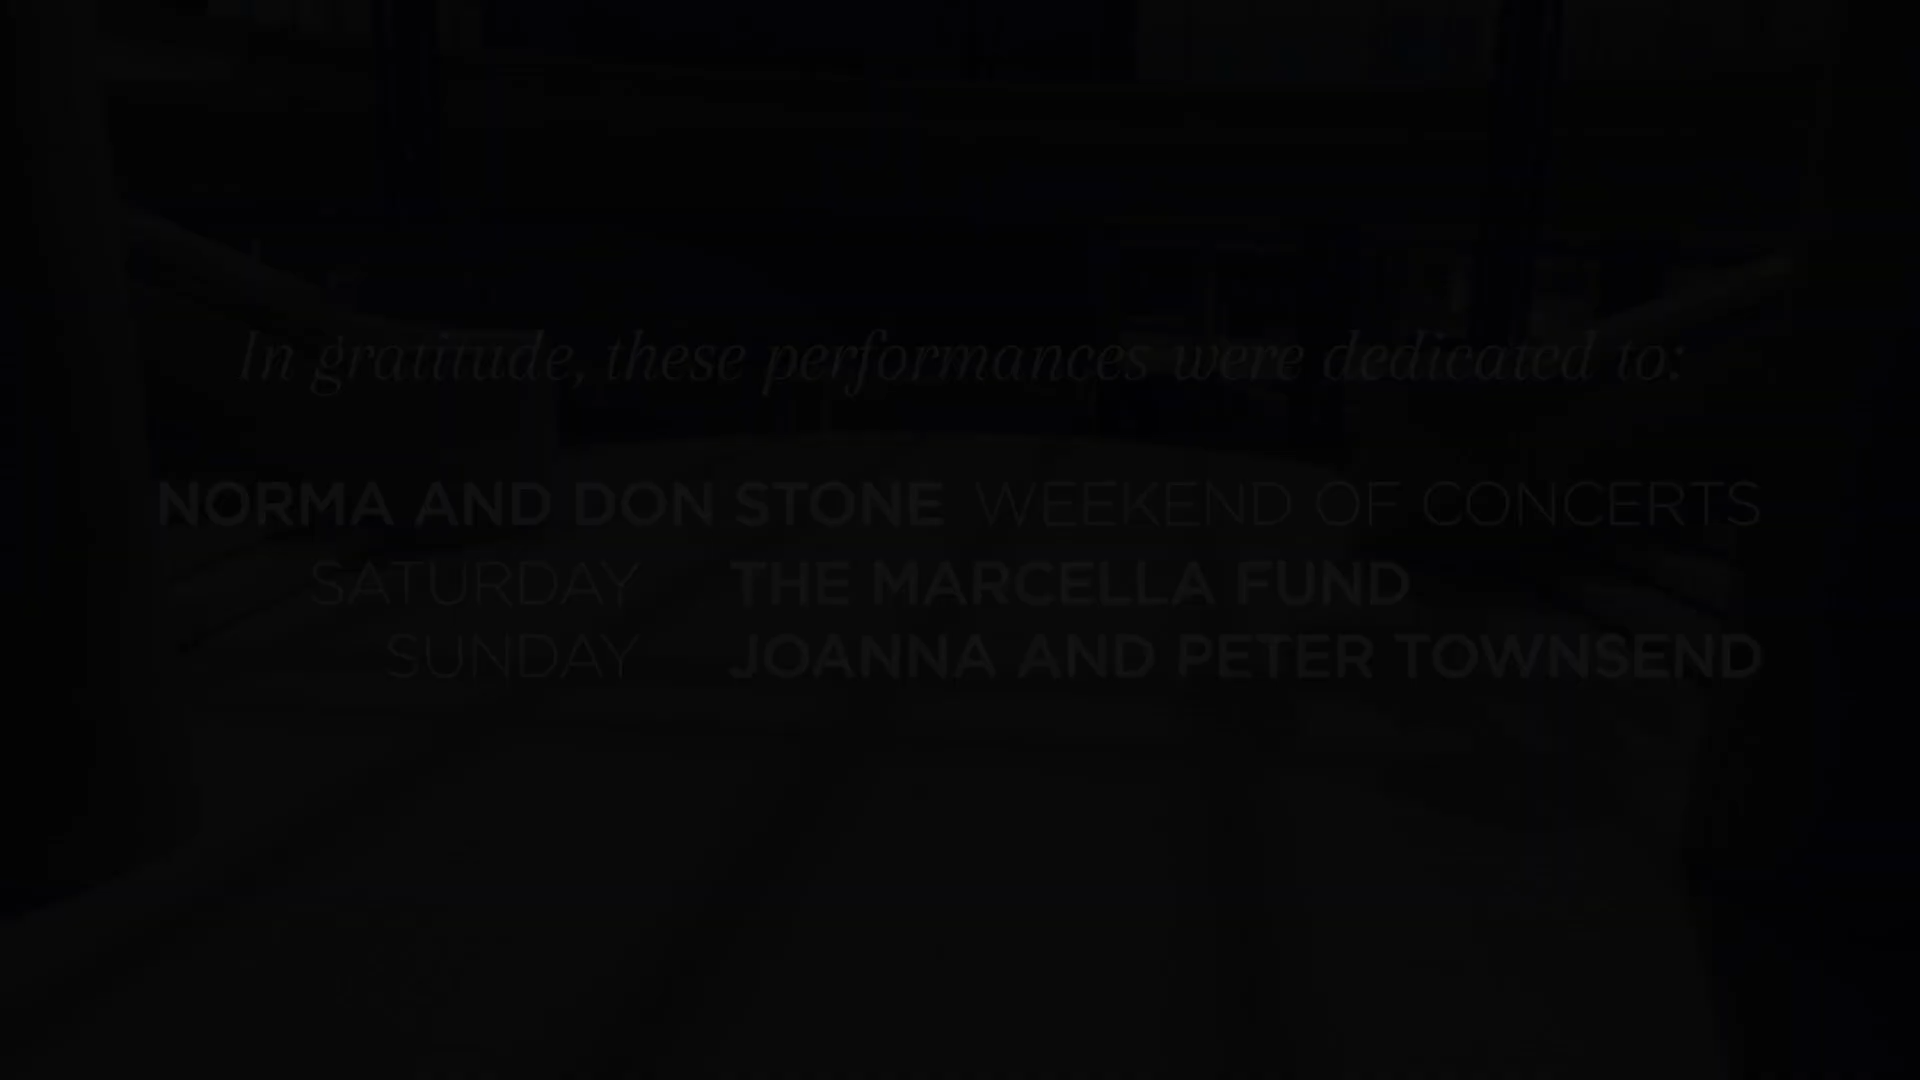 In gratitude, these performances were dedicated to:
NORMA AND DON STONE WEEKEND OF CONCERTS
SATURDAY THE MARCELLA FUND
SUNDAY JOANNA AND PETER TOWNSEND